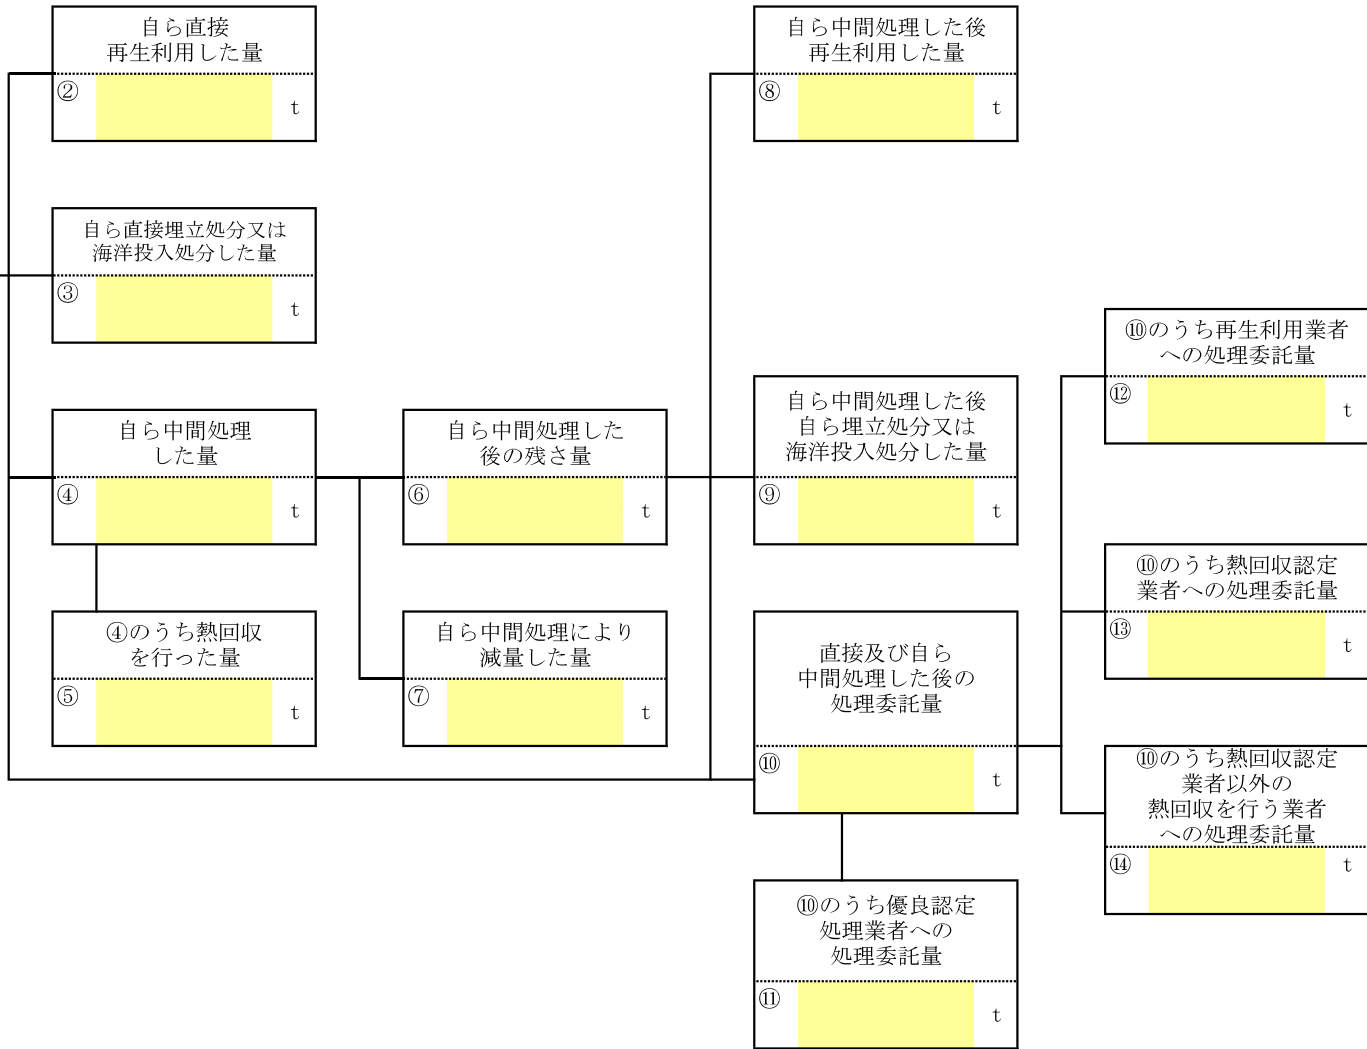 自ら直接
再生利用した量
②
t
自ら直接埋立処分又は
海洋投入処分した量
③
t
自ら中間処理
した量
④
t
④のうち熱回収
を行った量
⑤
t
自ら中間処理した
後の残さ量
⑥
t
自ら中間処理により
減量した量
⑦
t
自ら中間処理した後
再生利用した量
⑧
t
自ら中間処理した後
自ら埋立処分又は
海洋投入処分した量
⑨
t
直接及び自ら
中間処理した後の
処理委託量
⑩
t
⑩のうち優良認定
処理業者への
処理委託量
⑪
t
⑩のうち再生利用業者
への処理委託量
⑫
t
⑩のうち熱回収認定
業者への処理委託量
⑬
t
⑩のうち熱回収認定
業者以外の
熱回収を行う業者
への処理委託量
⑭
t